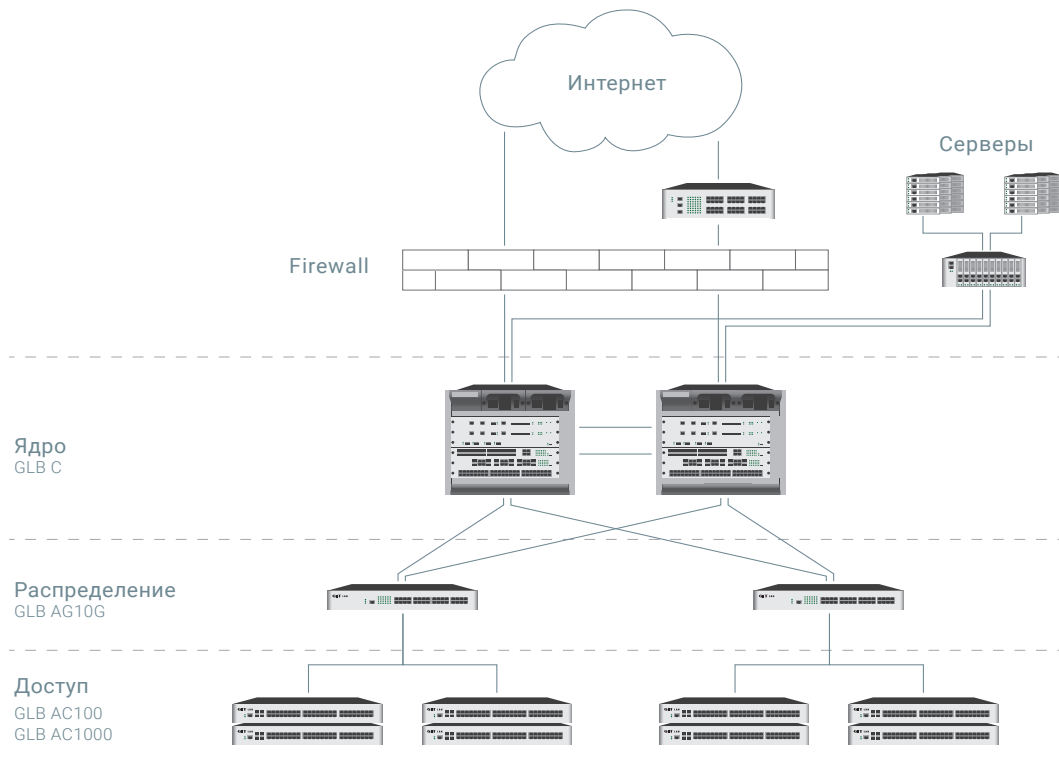 Интернет
Серверы
Firewall
Ядро
GLB C
Распределение
GLB AG10G
Доступ
GLB AC100
GLB AC1000